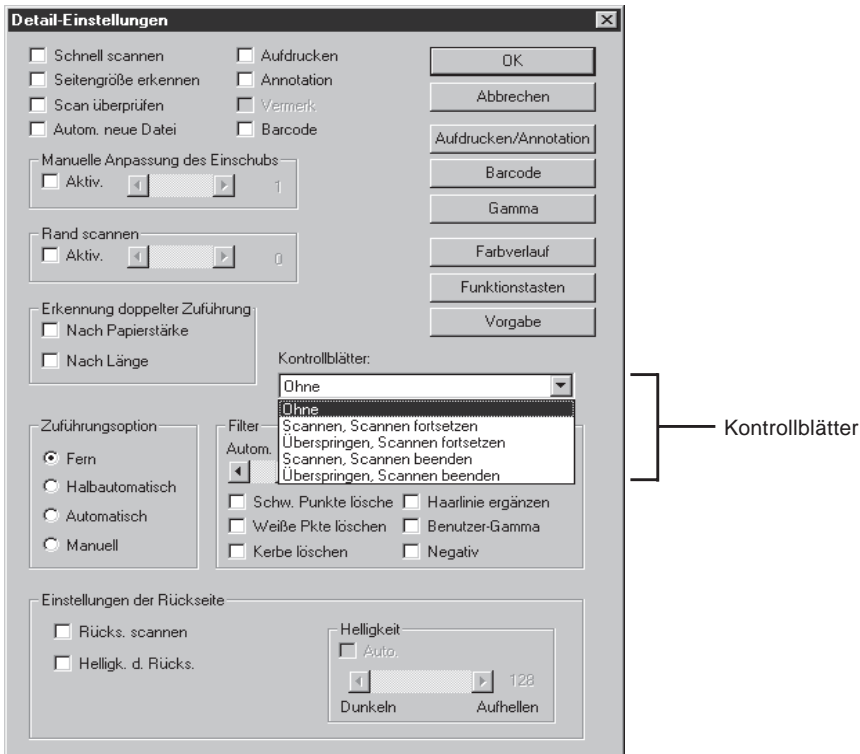 Detail-Einstellungen
Schnell scannen
Seitengröße erkennen
Scan überprüfen
Autom. neue Datei
Aufdrucken
Annotation
Vermerk
Barcode
OK
Abbrechen
Aufdrucken/Annotation
Barcode
Gamma
Farbverlauf
Funktionstasten
Vorgabe
Manuelle Anpassung des Einschubs
Aktiv. 1
Rand scannen
Aktiv. 0
Erkennung doppelter Zuführung
Nach Papierstärke
Nach Länge
Kontrollblätter:
Ohne
Ohne
Scannen, Scannen fortsetzen
Überspringen, Scannen fortsetzen
Scannen, Scannen beenden
Überspringen, Scannen beenden
Kontrollblätter
Zuführungsoption
Fern
Halbautomatisch
Automatisch
Manuell
Filter
Autom.
Schw. Punkte lösche
Weiße Pkte löschen
Kerbe löschen
Haarlinie ergänzen
Benutzer-Gamma
Negativ
Einstellungen der Rückseite
Rücks. scannen
Helligk. d. Rücks.
Helligkeit
Auto.
128
Dunkeln Aufhellen